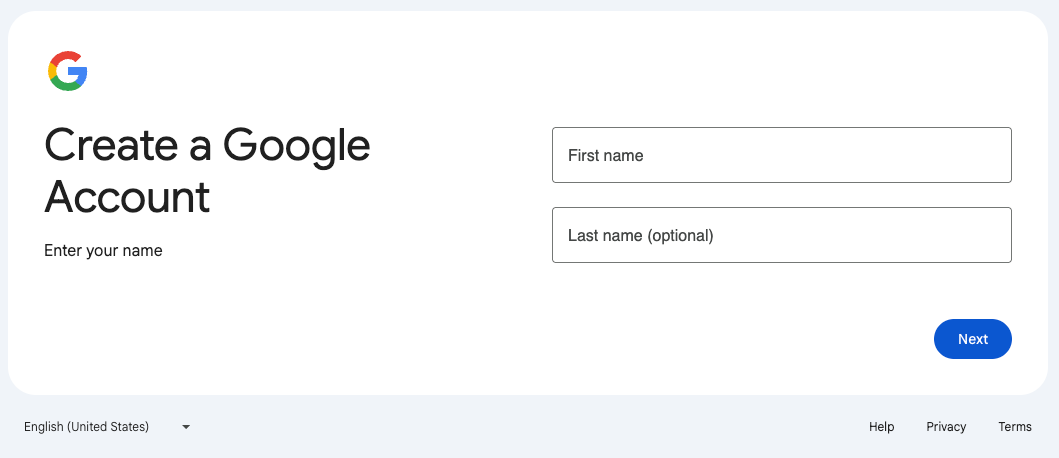 Create a Google
Account
Enter your name
First name
Last name (optional)
Next
English (United States)
Help
Privacy
Terms